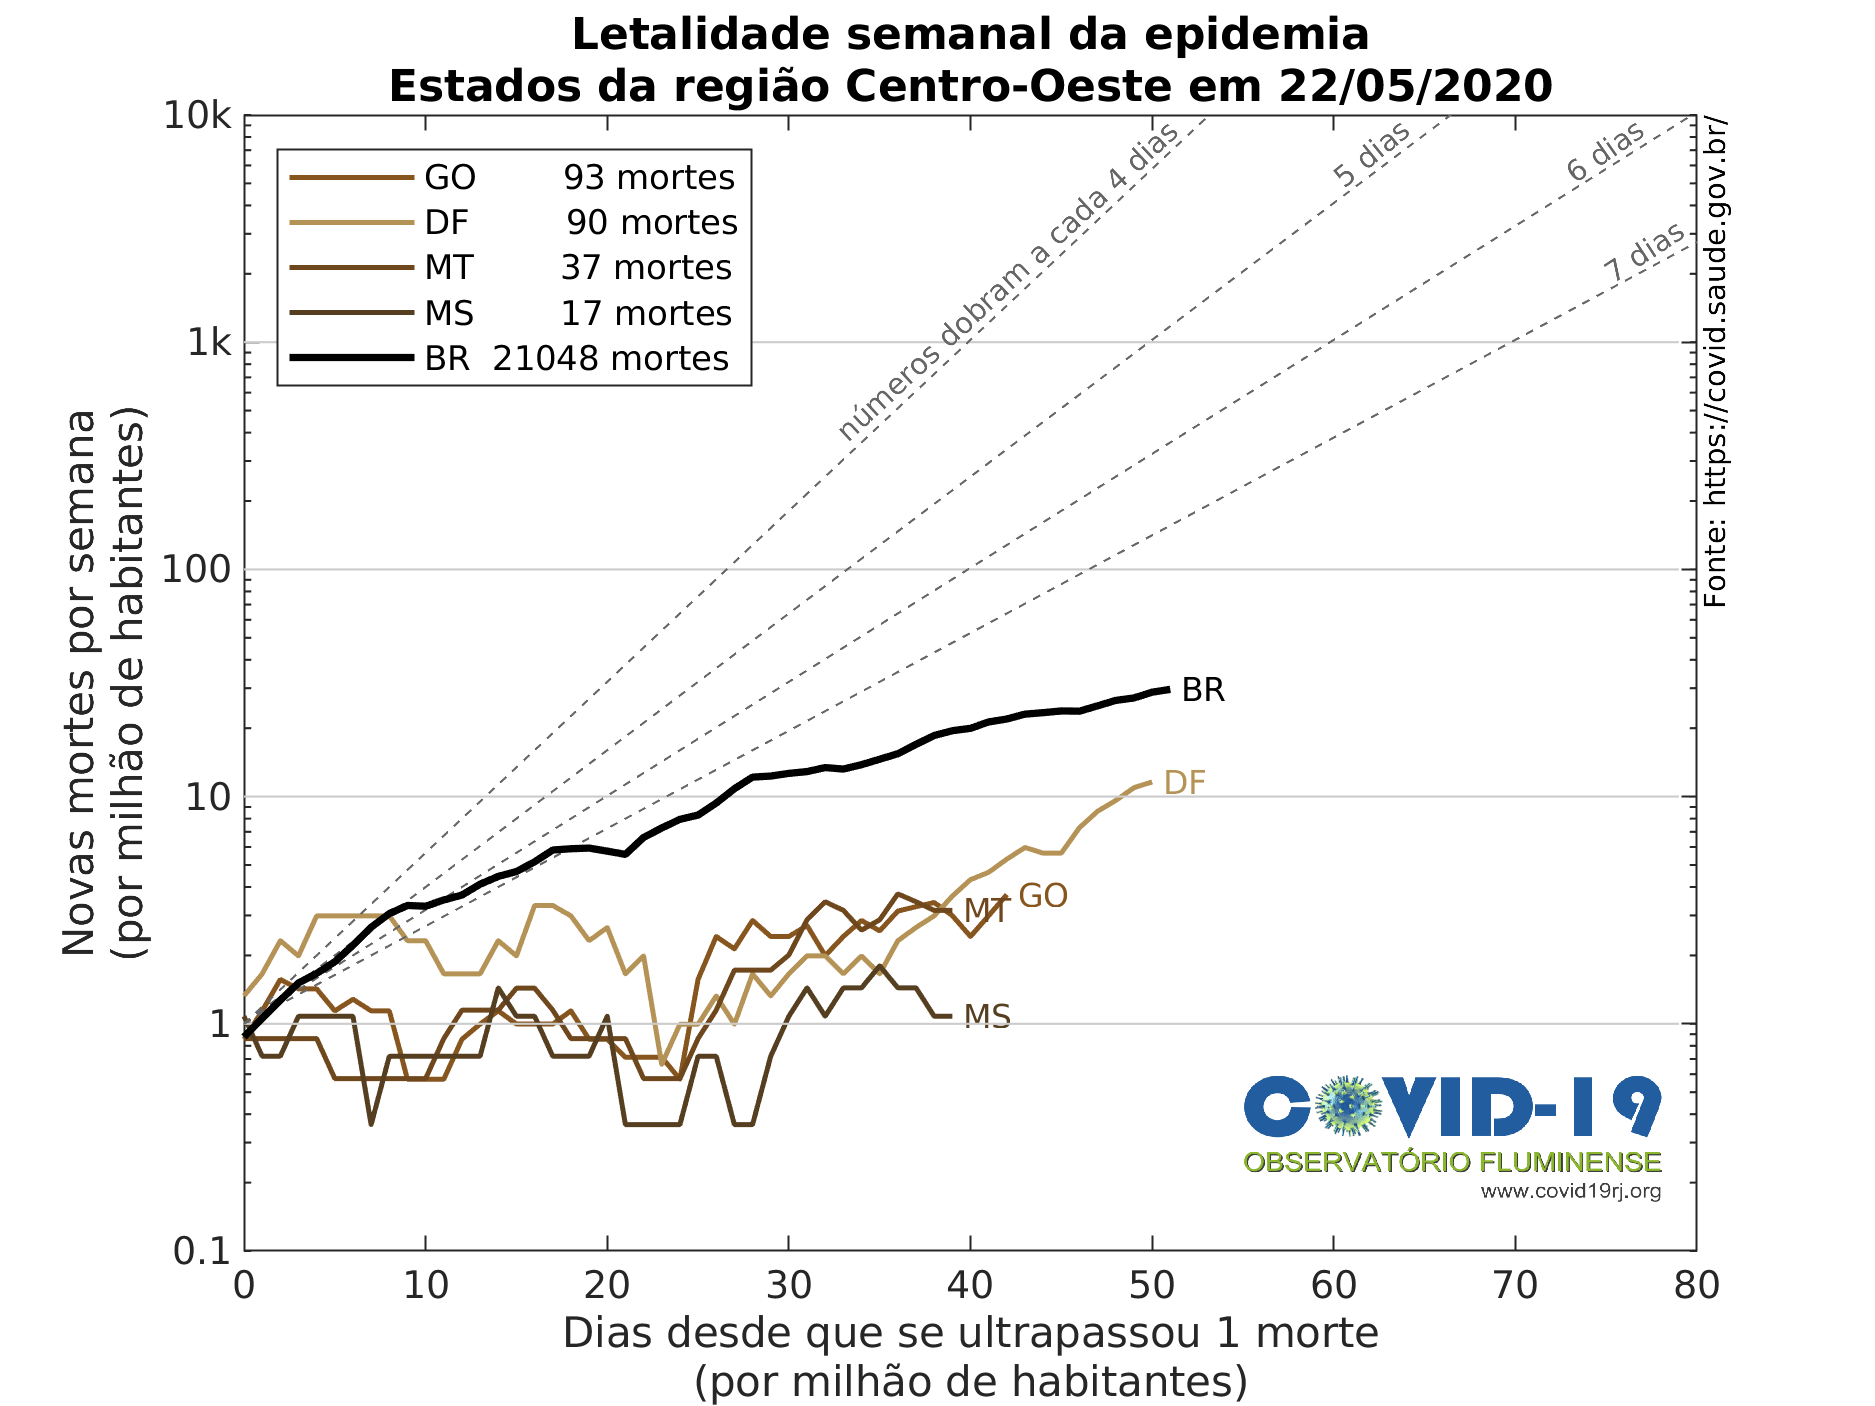 Letalidade semanal da epidemia
Estados da região Centro-Oeste em 22/05/2020
10k
1k
100
10
1
0.1
Novas mortes por semana
(por milhão de habitantes)
GO 93 mortes
DF 90 mortes
MT 37 mortes
MS 17 mortes
BR 21048 mortes
números dobram a cada 4 dias
5 dias
6 dias
7 dias
Fonte: https://covid.saude.gov.br/
BR
DF
GO
MT
MS
COVID-19
OBSERVATÓRIO FLUMINENSE
www.covid19rj.org
0 10 20 30 40 50 60 70 80
Dias desde que se ultrapassou 1 morte
(por milhão de habitantes)